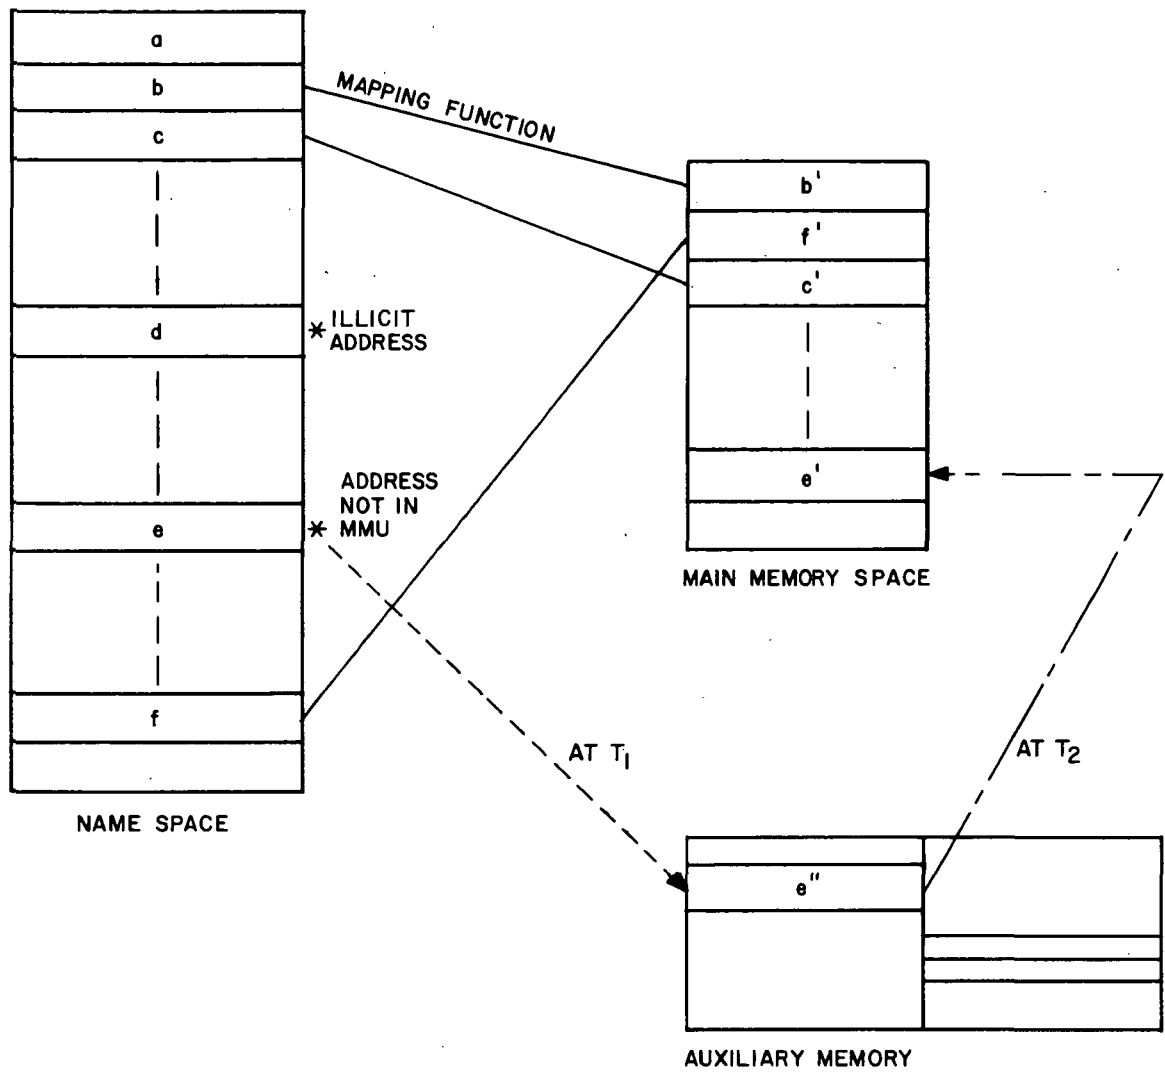 a
b
c
d
e
f
NAME SPACE
MAPPING FUNCTION
*ILLICIT
ADDRESS
ADDRESS
NOT IN
*MMU
b'
f'
c'
e'
MAIN MEMORY SPACE
AT T1
AT T2
e"
AUXILIARY MEMORY